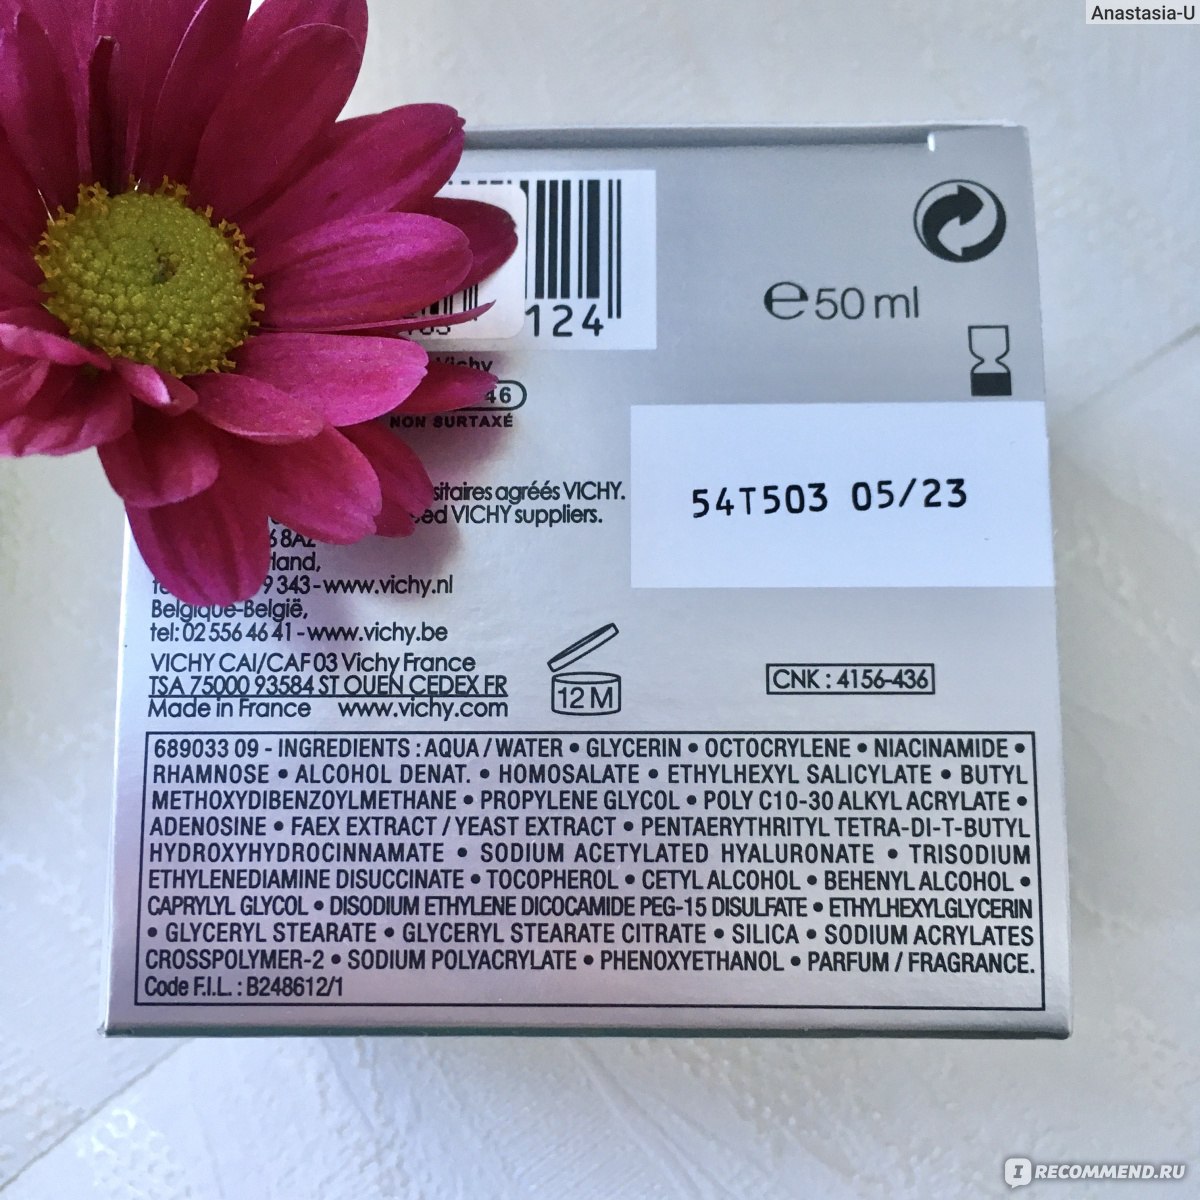 Anastasia-U
124
e50 ml
Vichy
46
NON SURTAXÉ
54T503 05/23
sitaires agréés VICHY.
VICHY suppliers.
68AZ
343-www.vichy.nl
Belgique-België,
tel: 02 556 46 41 - www.vichy.be
VICHY CAI/CAF 03 Vichy France
TSA 75000 93584 ST OUEN CEDEX FR
Made in France www.vichy.com
12 M
CNK : 4156-436
689033 09 - INGREDIENTS : AQUA / WATER • GLYCERIN • OCTOCRYLENE • NIACINAMIDE •
RHAMNOSE • ALCOHOL DENAT. • HOMOSALATE • ETHYLHEXYL SALICYLATE • BUTYL
METHOXYDIBENZOYLMETHANE • PROPYLENE GLYCOL • POLY C10-30 ALKYL ACRYLATE •
ADENOSINE • FAEX EXTRACT / YEAST EXTRACT • PENTAERYTHRITYL TETRA-DI-T-BUTYL
HYDROXYHYDROCINNAMATE • SODIUM ACETYLATED HYALURONATE • TRISODIUM
ETHYLENEDIAMINE DISUCCINATE • TOCOPHEROL • CETYL ALCOHOL • BEHENYL ALCOHOL •
CAPRYLYL GLYCOL • DISODIUM ETHYLENE DICOCAMIDE PEG-15 DISULFATE • ETHYLHEXYLGLYCERIN
• GLYCERYL STEARATE • GLYCERYL STEARATE CITRATE • SILICA • SODIUM ACRYLATES
CROSSPOLYMER-2 • SODIUM POLYACRYLATE • PHENOXYETHANOL • PARFUM / FRAGRANCE.
Code F.I.L. : B248612/1
IRECOMMEND.RU